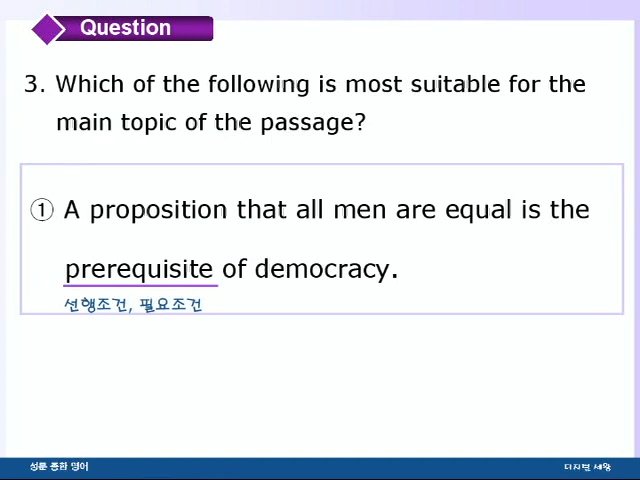 Question
3. Which of the following is most suitable for the
main topic of the passage?
① A proposition that all men are equal is the
prerequisite of democracy.
선행조건, 필요조건
성문 종합 영어
디지털 세왕